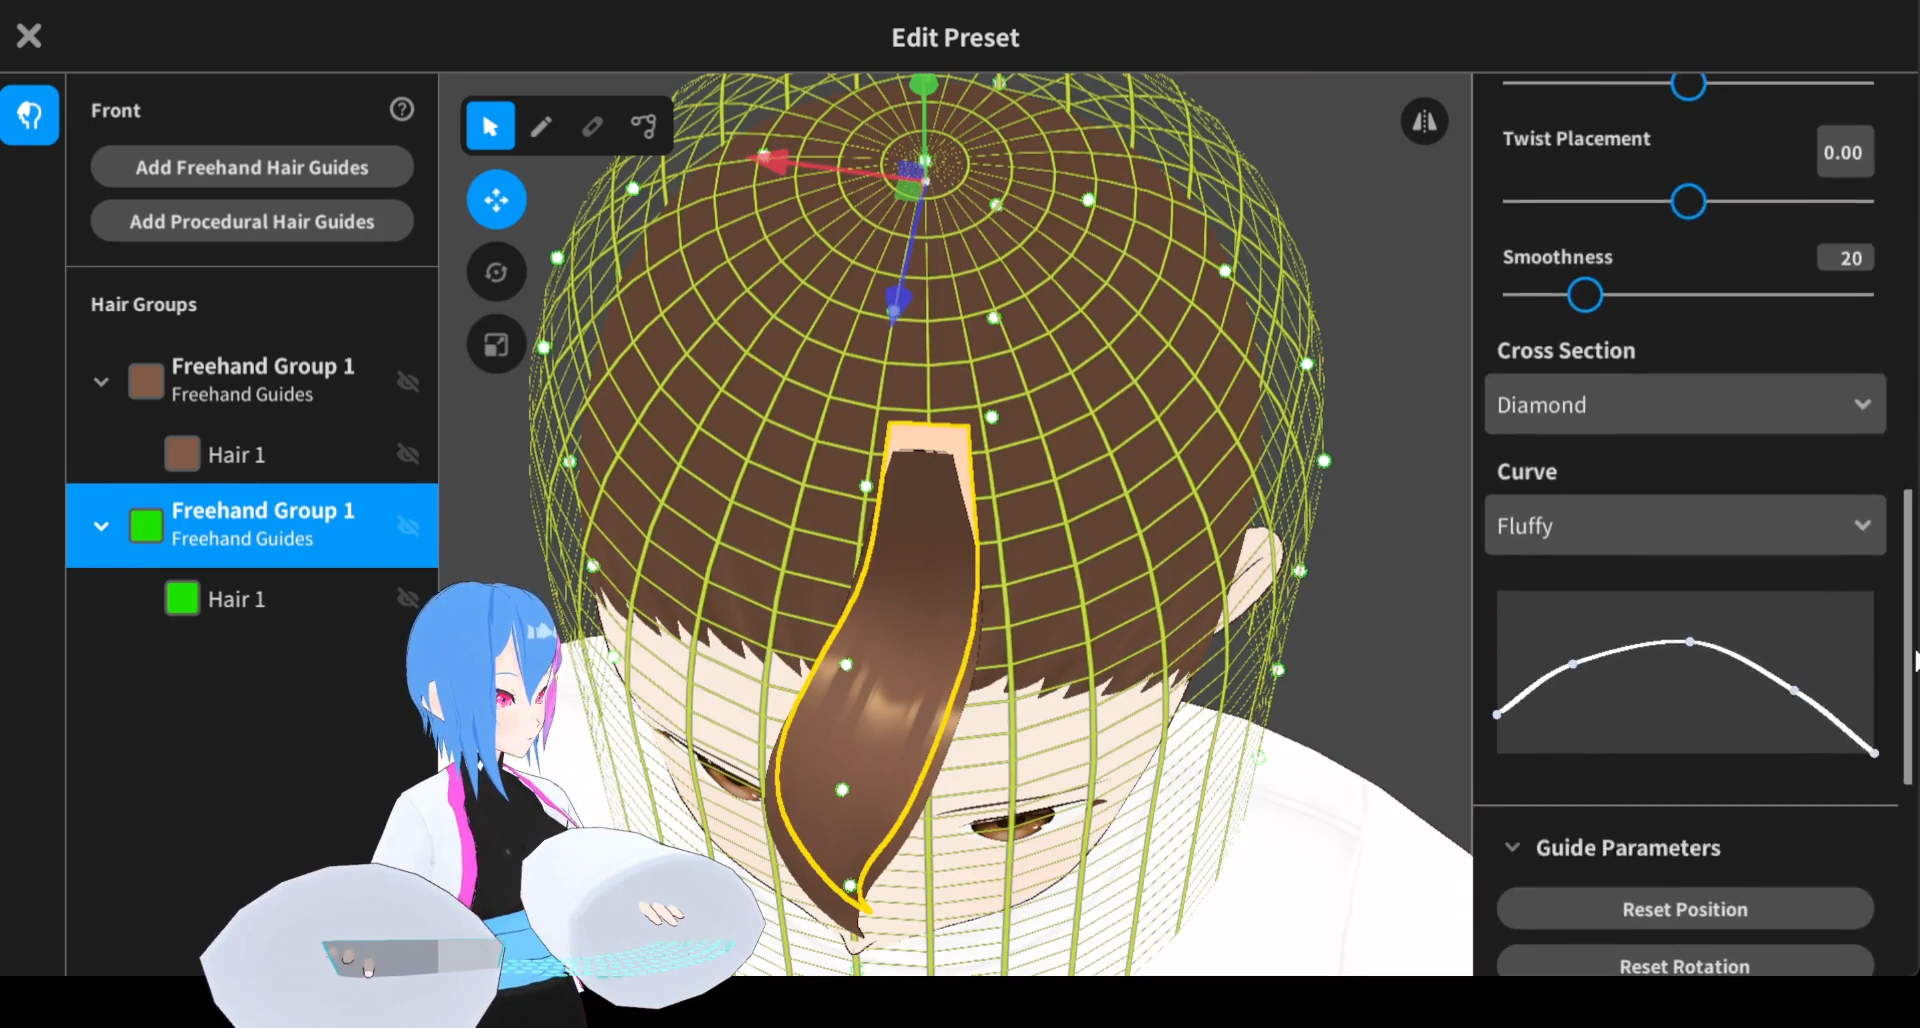 Edit Preset
Front
Add Freehand Hair Guides
Add Procedural Hair Guides
Hair Groups
Freehand Group 1
Freehand Guides
Hair 1
Freehand Group 1
Freehand Guides
Hair 1
Twist Placement
0.00
Smoothness
20
Cross Section
Diamond
Curve
Fluffy
Guide Parameters
Reset Position
Reset Rotation